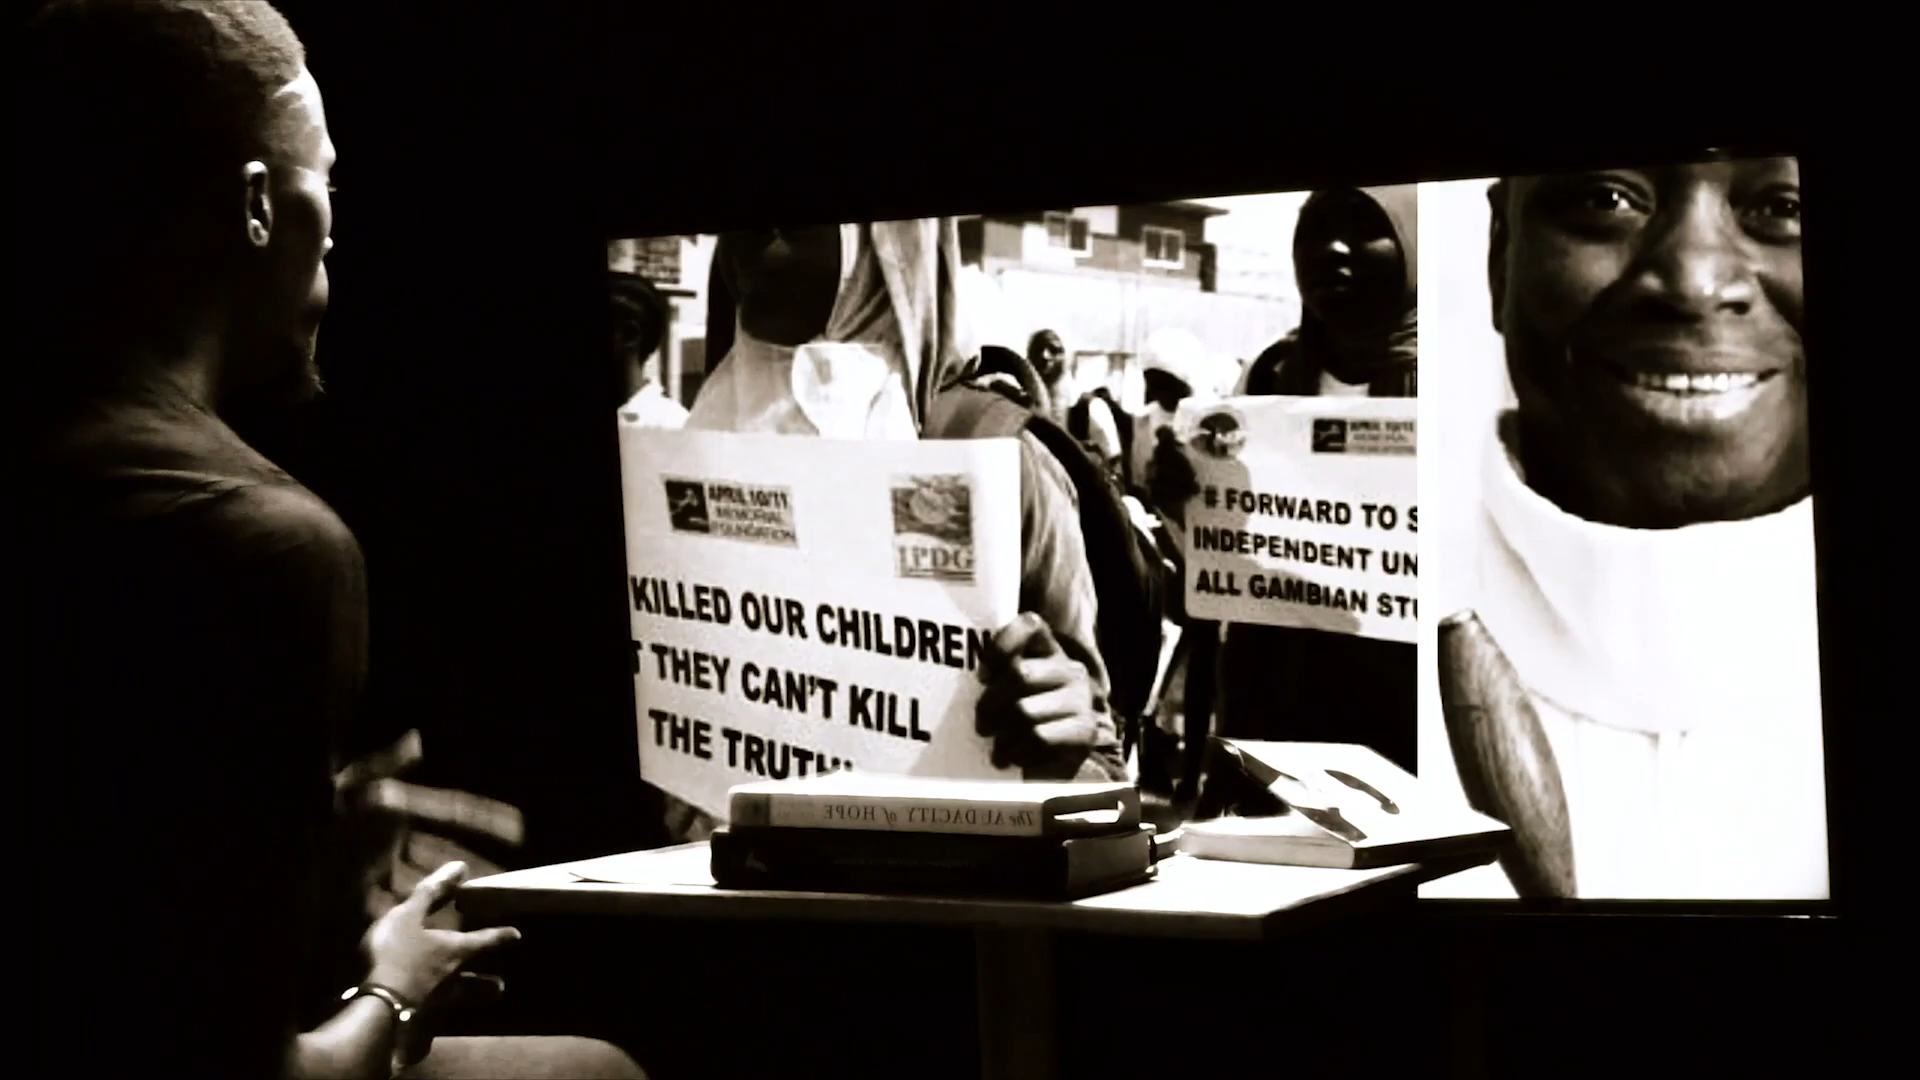 APRIL 10/11
MEMORIAL
FOUNDATION
IPDG
KILLED OUR CHILDREN
T THEY CAN'T KILL
THE TRUTH
APRIL 10/11
MEMORIAL
FOUNDATION
# FORWARD TO S
INDEPENDENT UN
ALL GAMBIAN STU
The AUDACITY of HOPE